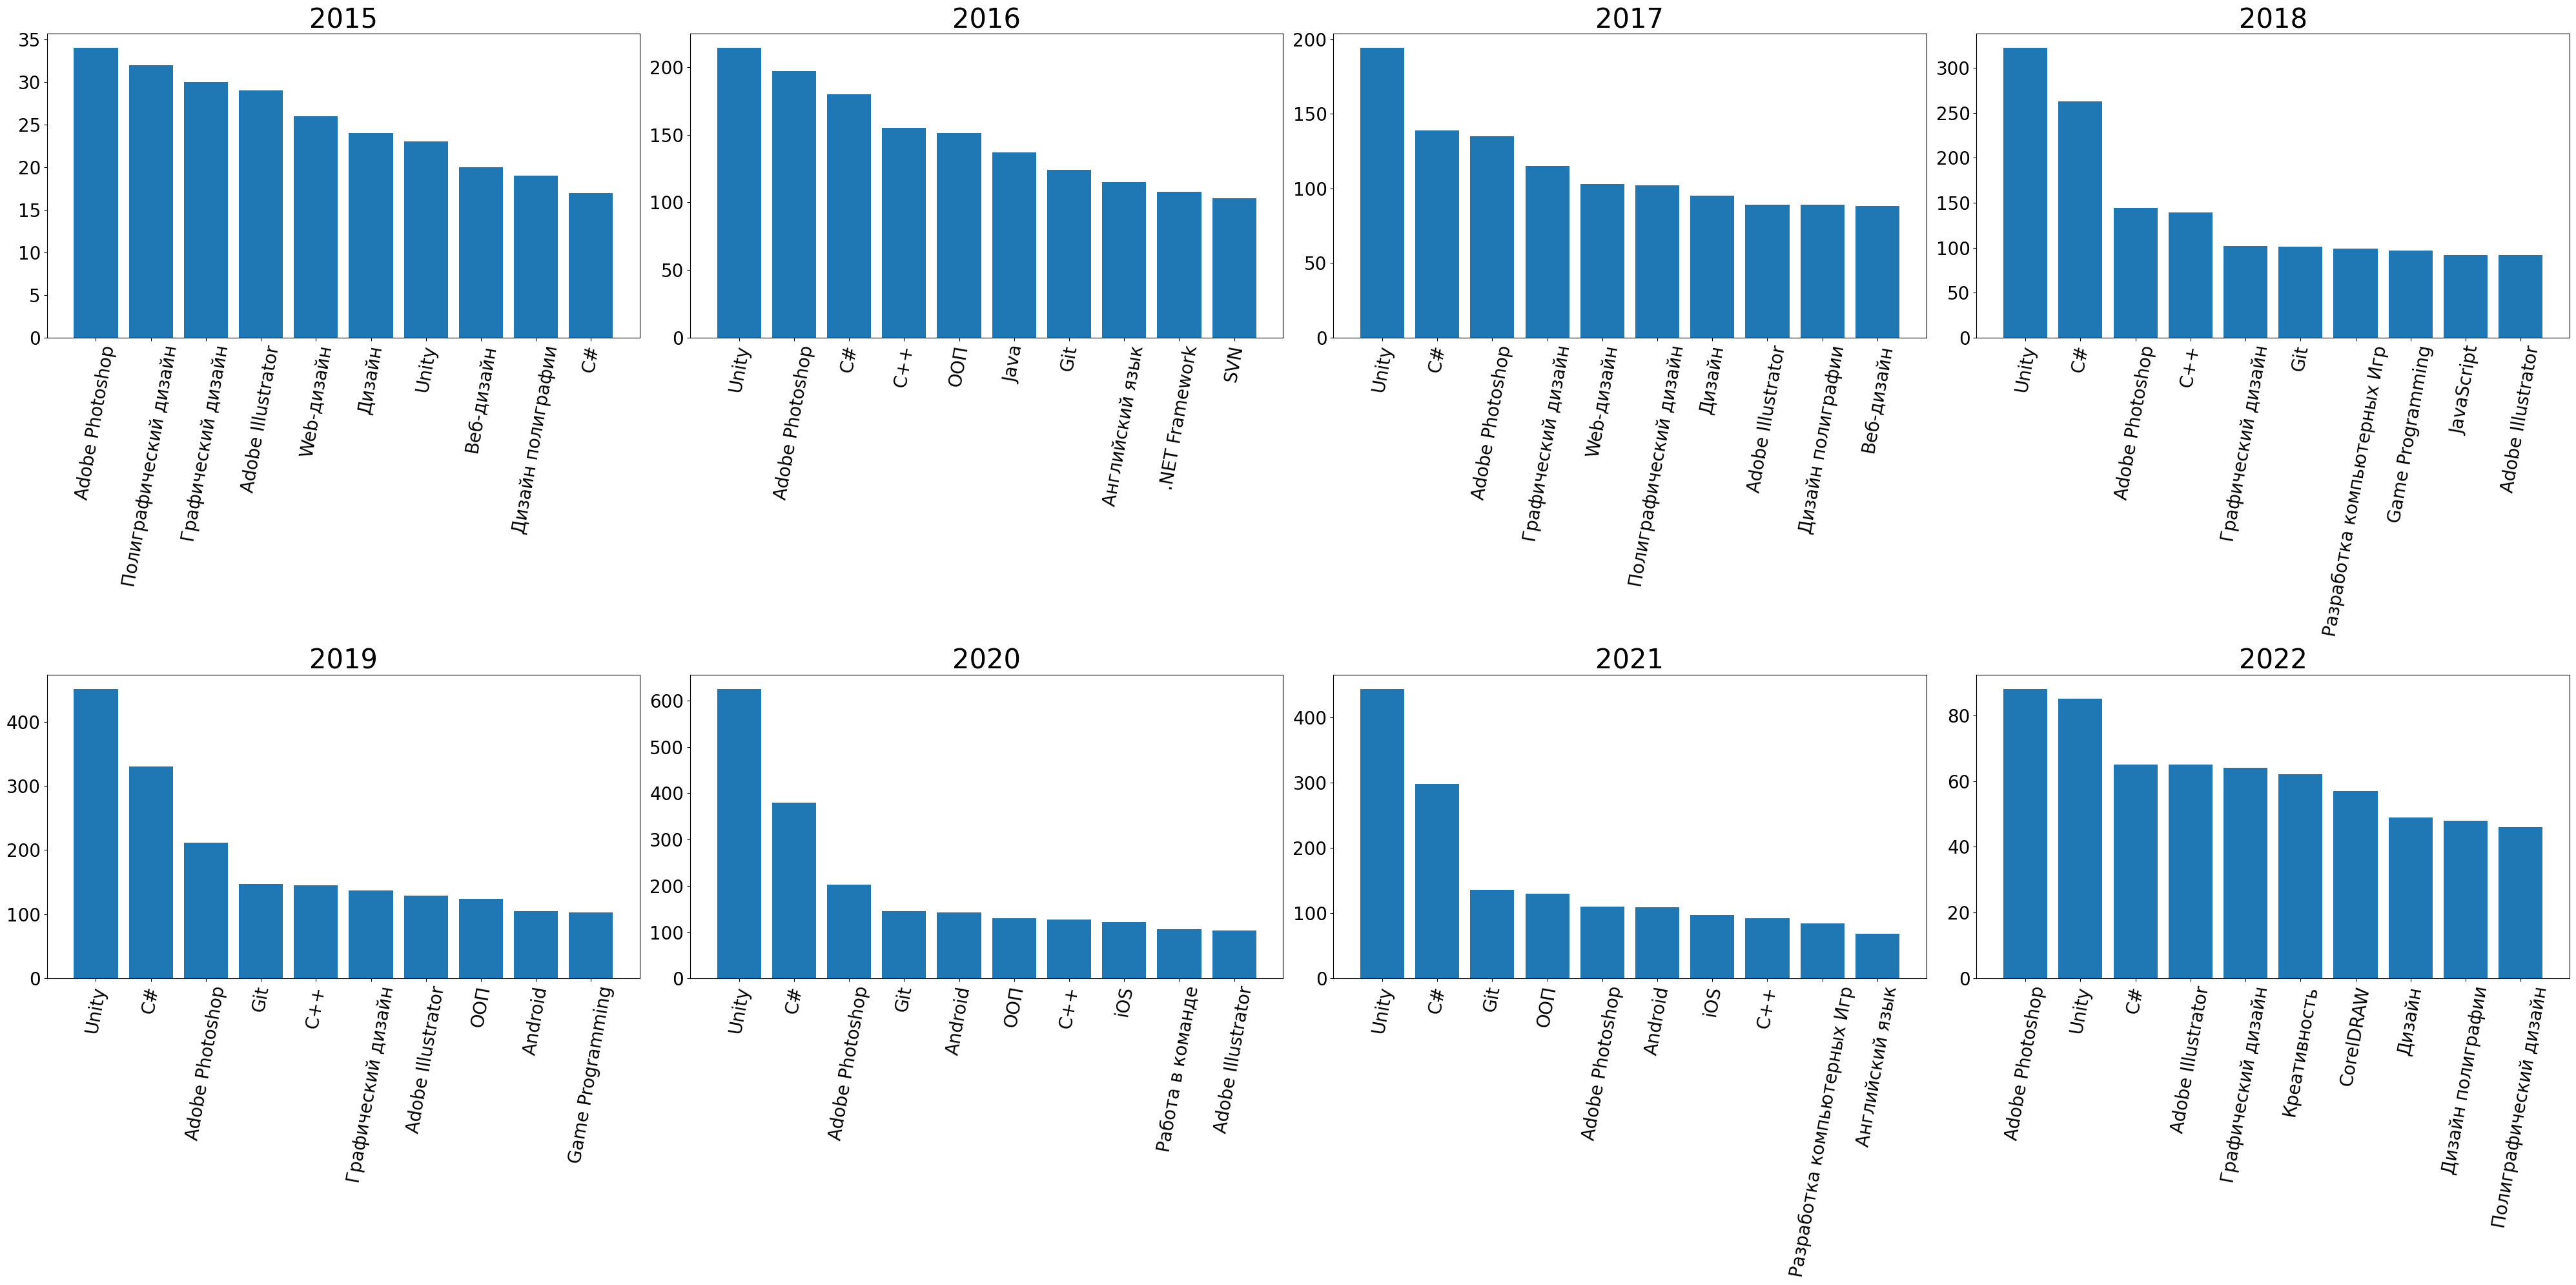 2015
35
30
25
20
15
10
5
0
Adobe Photoshop
Полиграфический дизайн
Графический дизайн
Adobe Illustrator
Web-дизайн
Дизайн
Unity
Веб-дизайн
Дизайн полиграфии
C#
2016
200
150
100
50
0
Unity
Adobe Photoshop
C#
C++
ООП
Java
Git
Английский язык
.NET Framework
SVN
2017
200
150
100
50
0
Unity
C#
Adobe Photoshop
Графический дизайн
Web-дизайн
Полиграфический дизайн
Дизайн
Adobe Illustrator
Дизайн полиграфии
Веб-дизайн
2018
300
250
200
150
100
50
0
Unity
C#
Adobe Photoshop
C++
Графический дизайн
Git
Разработка компьютерных Игр
Game Programming
JavaScript
Adobe Illustrator
2019
400
300
200
100
0
Unity
C#
Adobe Photoshop
Git
C++
Графический дизайн
Adobe Illustrator
ООП
Android
Game Programming
2020
600
500
400
300
200
100
0
Unity
C#
Adobe Photoshop
Git
Android
ООП
C++
iOS
Работа в команде
Adobe Illustrator
2021
400
300
200
100
0
Unity
C#
Git
ООП
Adobe Photoshop
Android
iOS
C++
Разработка компьютерных Игр
Английский язык
2022
80
60
40
20
0
Adobe Photoshop
Unity
C#
Adobe Illustrator
Графический дизайн
Креативность
CorelDRAW
Дизайн
Дизайн полиграфии
Полиграфический дизайн